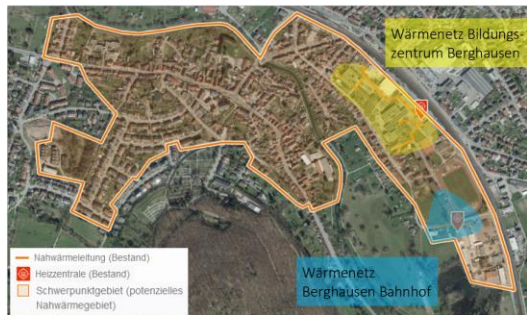 Wärmenetz Bildungs-
zentrum Berghausen
Wärmenetz
Berghausen Bahnhof
Nahwärmeleitung (Bestand)
Heizzentrale (Bestand)
Schwerpunktgebiet (potenzielles
Nahwärmegebiet)